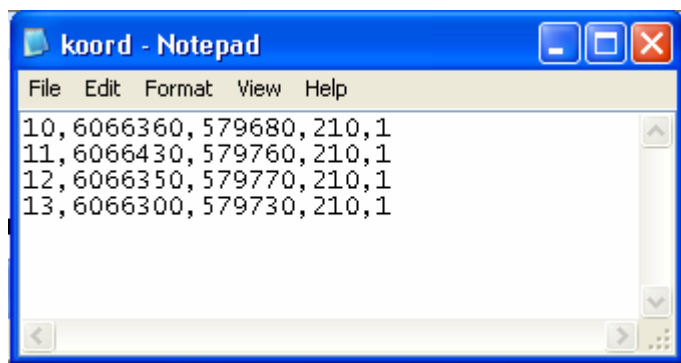 koord - Notepad
File Edit Format View Help
10,6066360,579680,210,1
11,6066430,579760,210,1
12,6066350,579770,210,1
13,6066300,579730,210,1